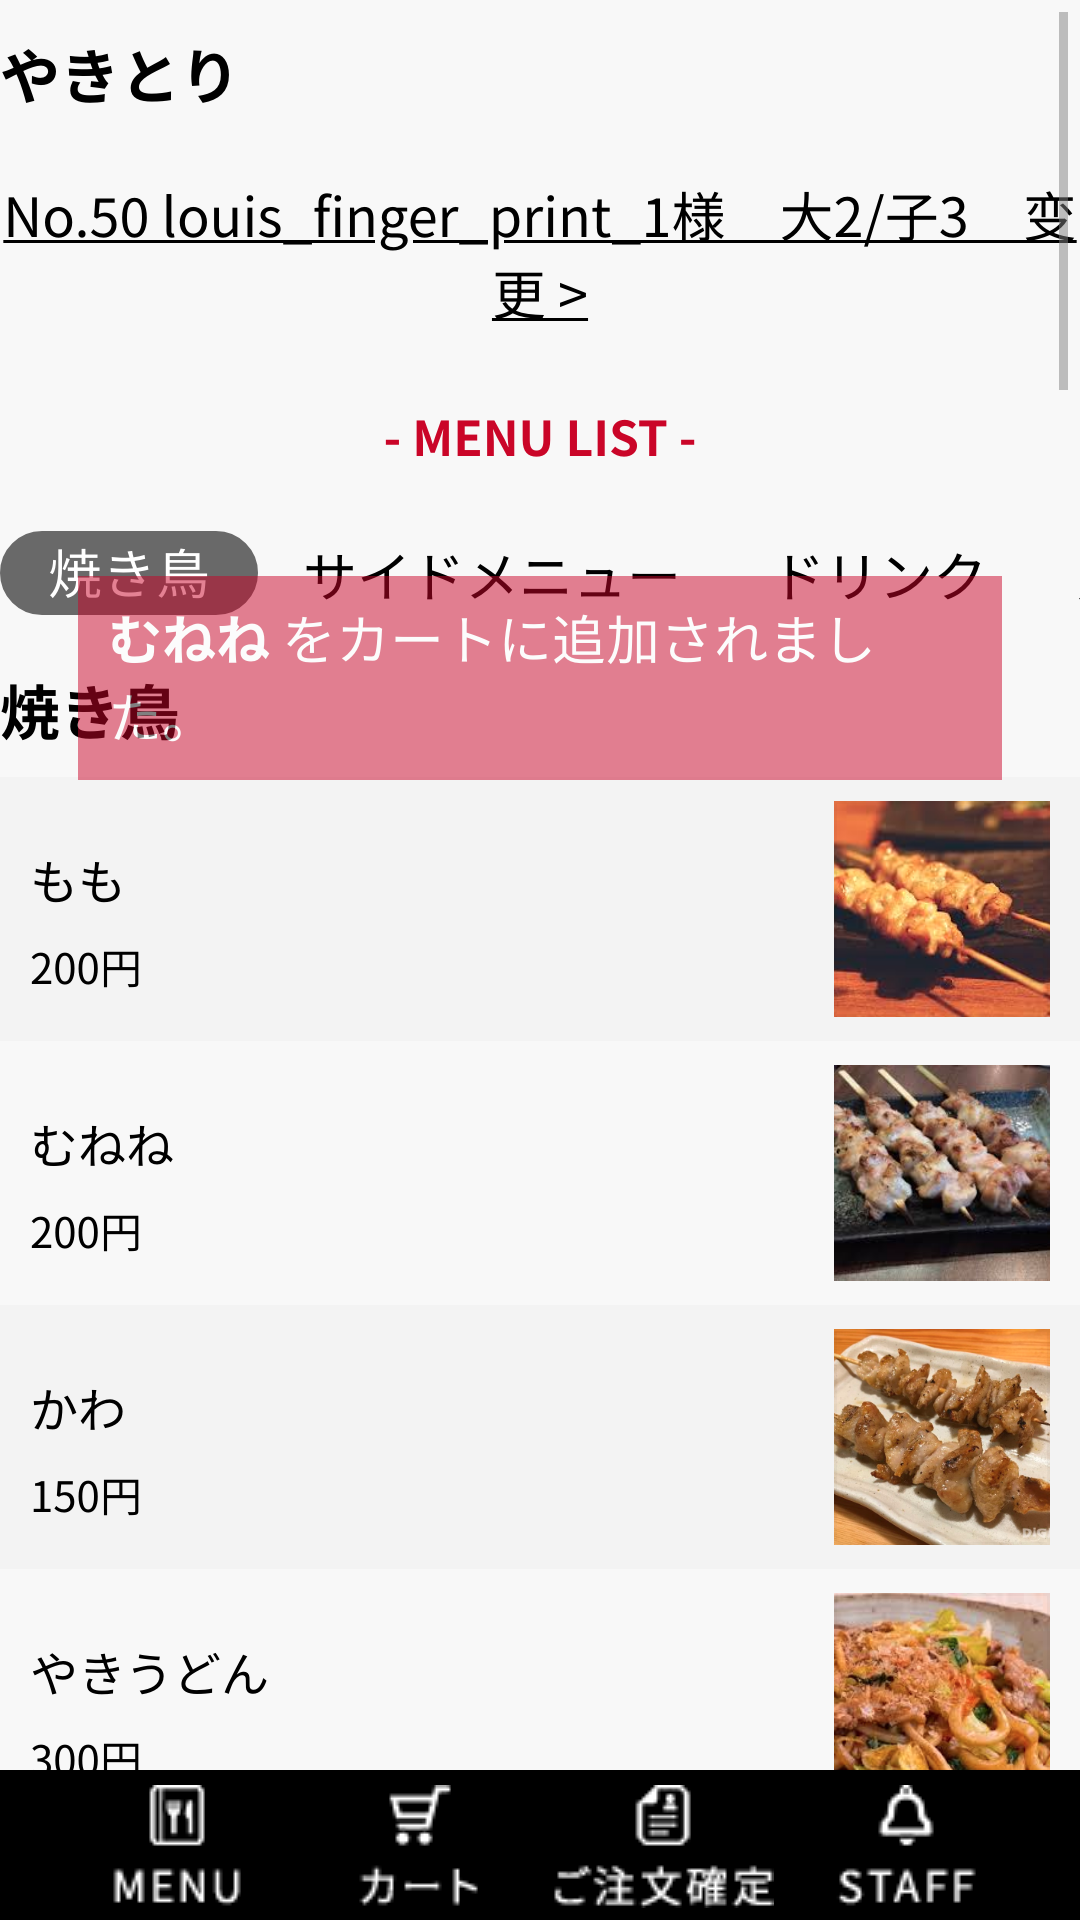 やきとり
No.50 louis_finger_print_1様　大2/子3　変
更 >
- MENU LIST -
焼き鳥 サイドメニュー ドリンク
むねね をカートに追加されまし
た。
焼き鳥
もも
200円
むねね
200円
かわ
150円
やきうどん
300円
MENU カート ご注文確定 STAFF